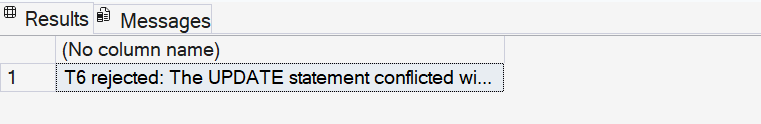 Results Messages
(No column name)
1 T6 rejected: The UPDATE statement conflicted wi...